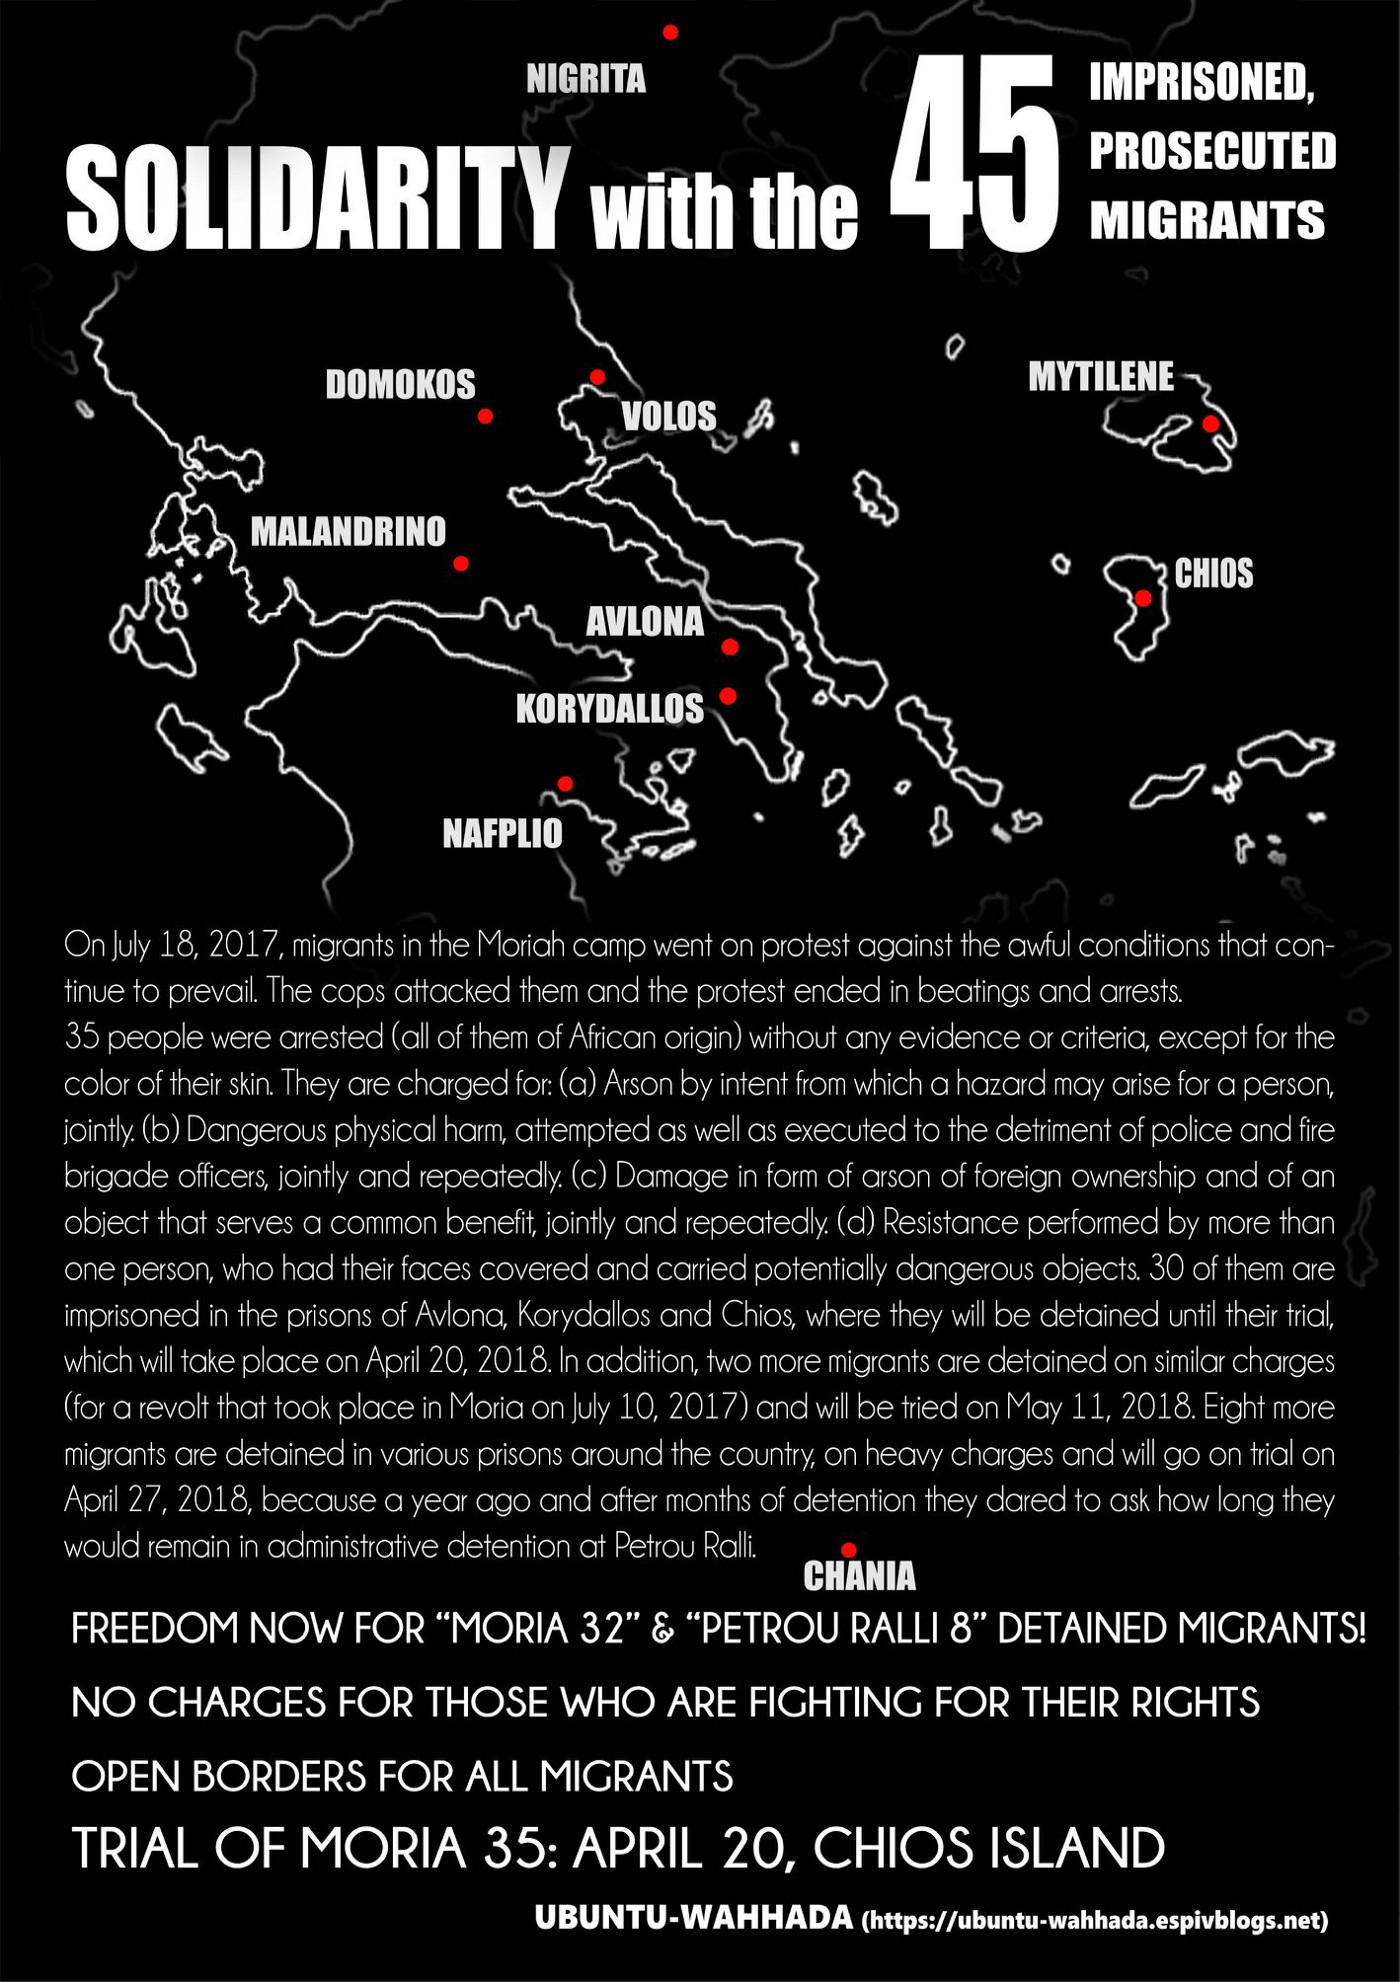 NIGRITA
SOLIDARITY with the 45 IMPRISONED,
PROSECUTED
MIGRANTS
DOMOKOS
VOLOS
MYTILENE
MALANDRINO
CHIOS
AVLONA
KORYDALLOS
NAFPLIO
On July 18, 2017, migrants in the Moriah camp went on protest against the awful conditions that con-
tinue to prevail. The cops attacked them and the protest ended in beatings and arrests.
35 people were arrested (all of them of African origin) without any evidence or criteria, except for the
color of their skin. They are charged for: (a) Arson by intent from which a hazard may arise for a person,
jointly. (b) Dangerous physical harm, attempted as well as executed to the detriment of police and fire
brigade officers, jointly and repeatedly. (c) Damage in form of arson of foreign ownership and of an
object that serves a common benefit, jointly and repeatedly. (d) Resistance performed by more than
one person, who had their faces covered and carried potentially dangerous objects. 30 of them are
imprisoned in the prisons of Avlona, Korydallos and Chios, where they will be detained until their trial,
which will take place on April 20, 2018. In addition, two more migrants are detained on similar charges
(for a revolt that took place in Moria on July 10, 2017) and will be tried on May 11, 2018. Eight more
migrants are detained in various prisons around the country, on heavy charges and will go on trial on
April 27, 2018, because a year ago and after months of detention they dared to ask how long they
would remain in administrative detention at Petrou Ralli.
CHANIA
FREEDOM NOW FOR “MORIA 32” & “PETROU RALLI 8” DETAINED MIGRANTS!
NO CHARGES FOR THOSE WHO ARE FIGHTING FOR THEIR RIGHTS
OPEN BORDERS FOR ALL MIGRANTS
TRIAL OF MORIA 35: APRIL 20, CHIOS ISLAND
UBUNTU-WAHHADA (https://ubuntu-wahhada.espivblogs.net)